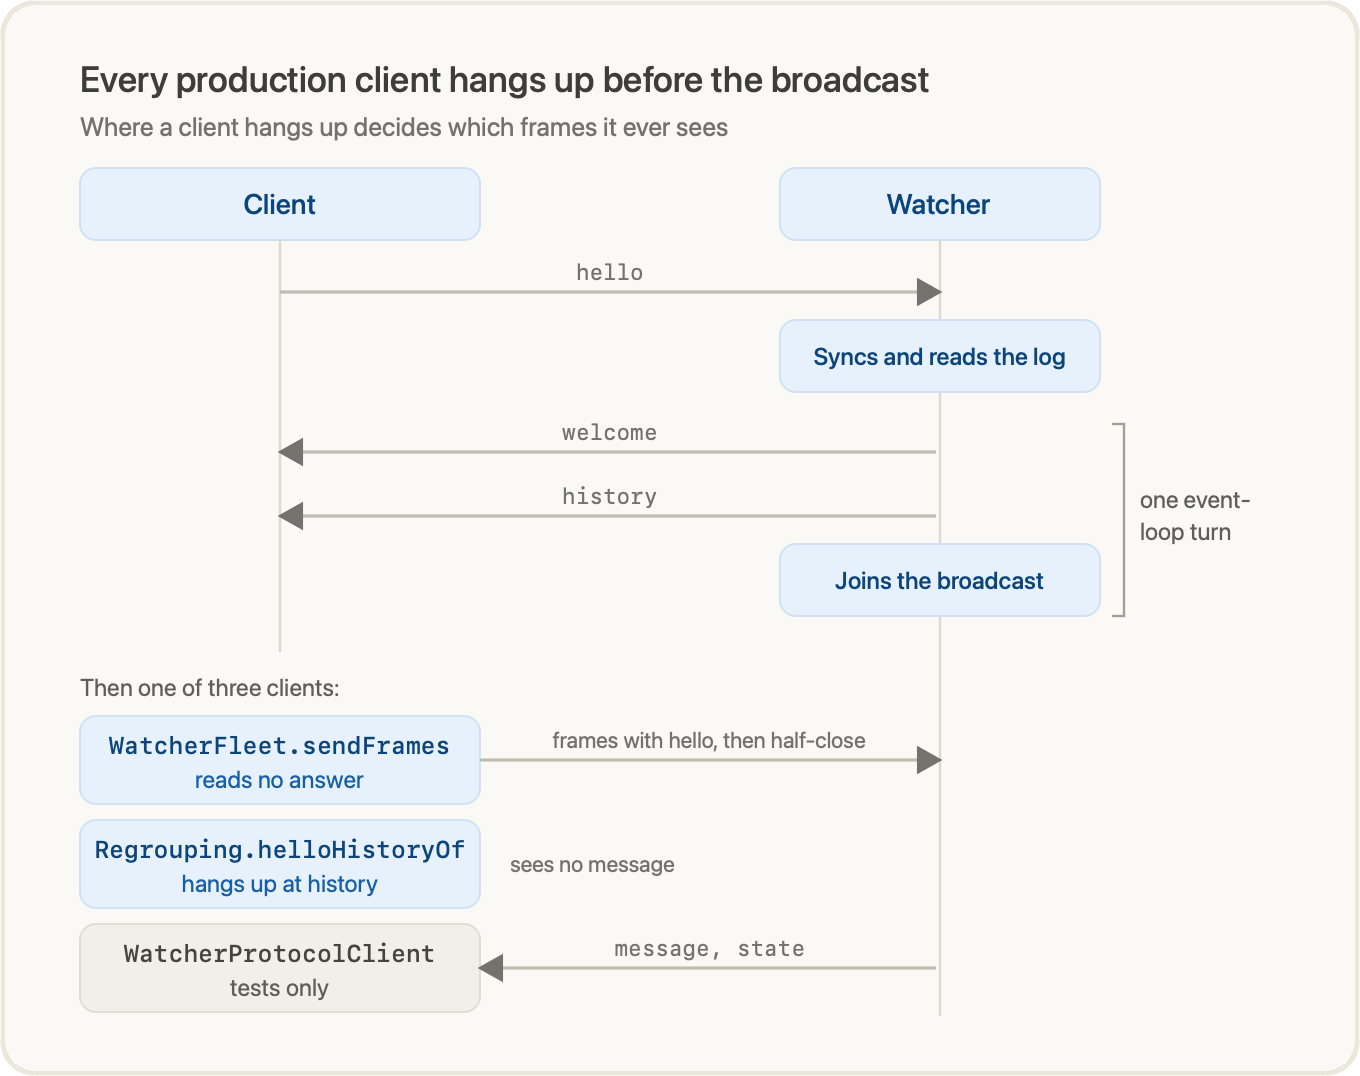 Every production client hangs up before the broadcast
Where a client hangs up decides which frames it ever sees
Client
Watcher
hello
Syncs and reads the log
welcome
history
one event-
loop turn
Joins the broadcast
Then one of three clients:
WatcherFleet.sendFrames
reads no answer
frames with hello, then half-close
Regrouping.helloHistoryOf
hangs up at history
sees no message
WatcherProtocolClient
tests only
message, state